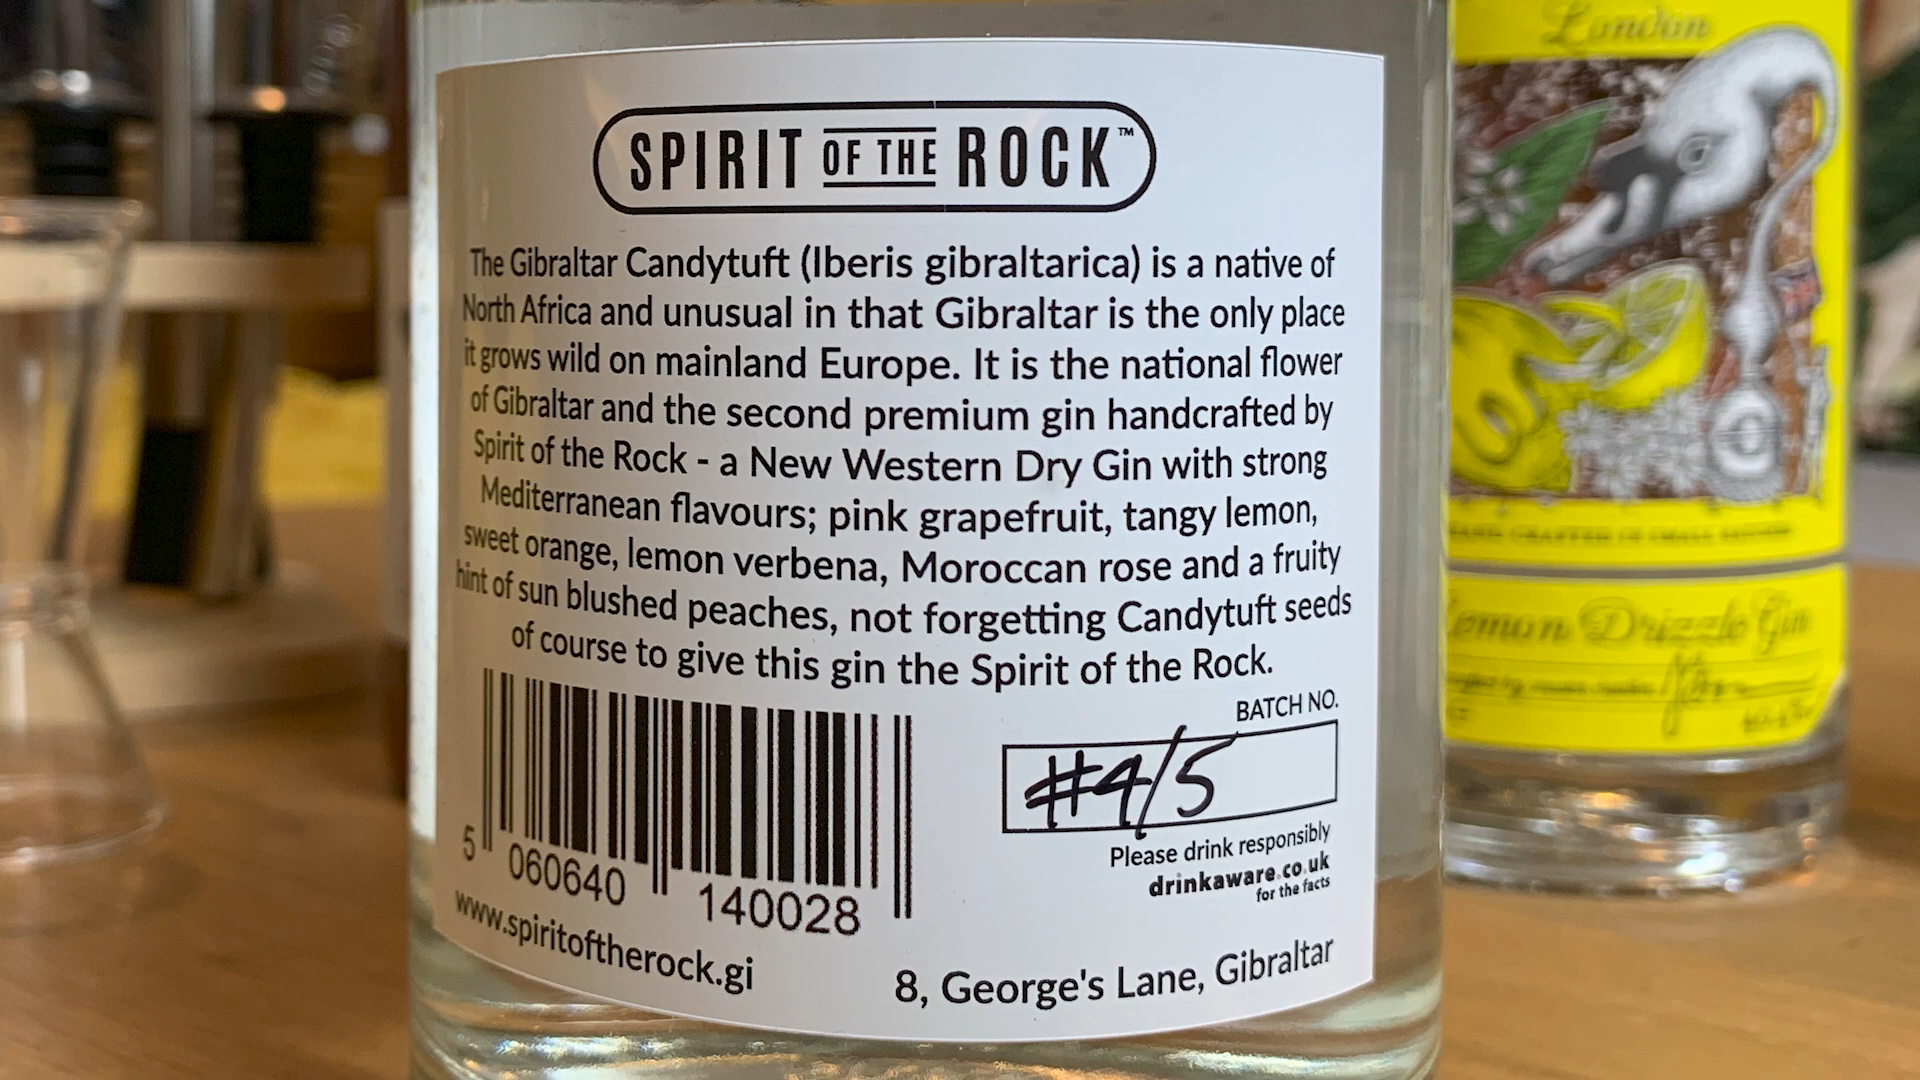 SPIRIT OF THE ROCK™
The Gibraltar Candytuft (Iberis gibraltarica) is a native of
North Africa and unusual in that Gibraltar is the only place
it grows wild on mainland Europe. It is the national flower
of Gibraltar and the second premium gin handcrafted by
Spirit of the Rock - a New Western Dry Gin with strong
Mediterranean flavours; pink grapefruit, tangy lemon,
sweet orange, lemon verbena, Moroccan rose and a fruity
hint of sun blushed peaches, not forgetting Candytuft seeds
of course to give this gin the Spirit of the Rock.
BATCH NO.
#4/5
5 060640 140028
Please drink responsibly
drinkaware.co.uk
for the facts
www.spiritoftherock.gi
8, George's Lane, Gibraltar
London
HAND CRAFTED IN SMALL BATCHES
Lemon Drizzle Gin